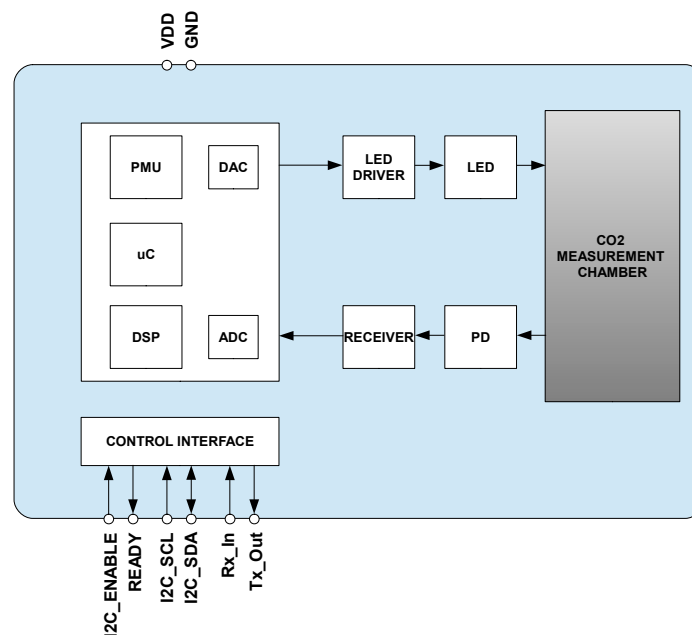 VDD
GND
PMU
DAC
LED
DRIVER
LED
CO2
MEASUREMENT
CHAMBER
uC
DSP
ADC
RECEIVER
PD
CONTROL INTERFACE
I2C_ENABLE
READY
I2C_SCL
I2C_SDA
Rx_In
Tx_Out